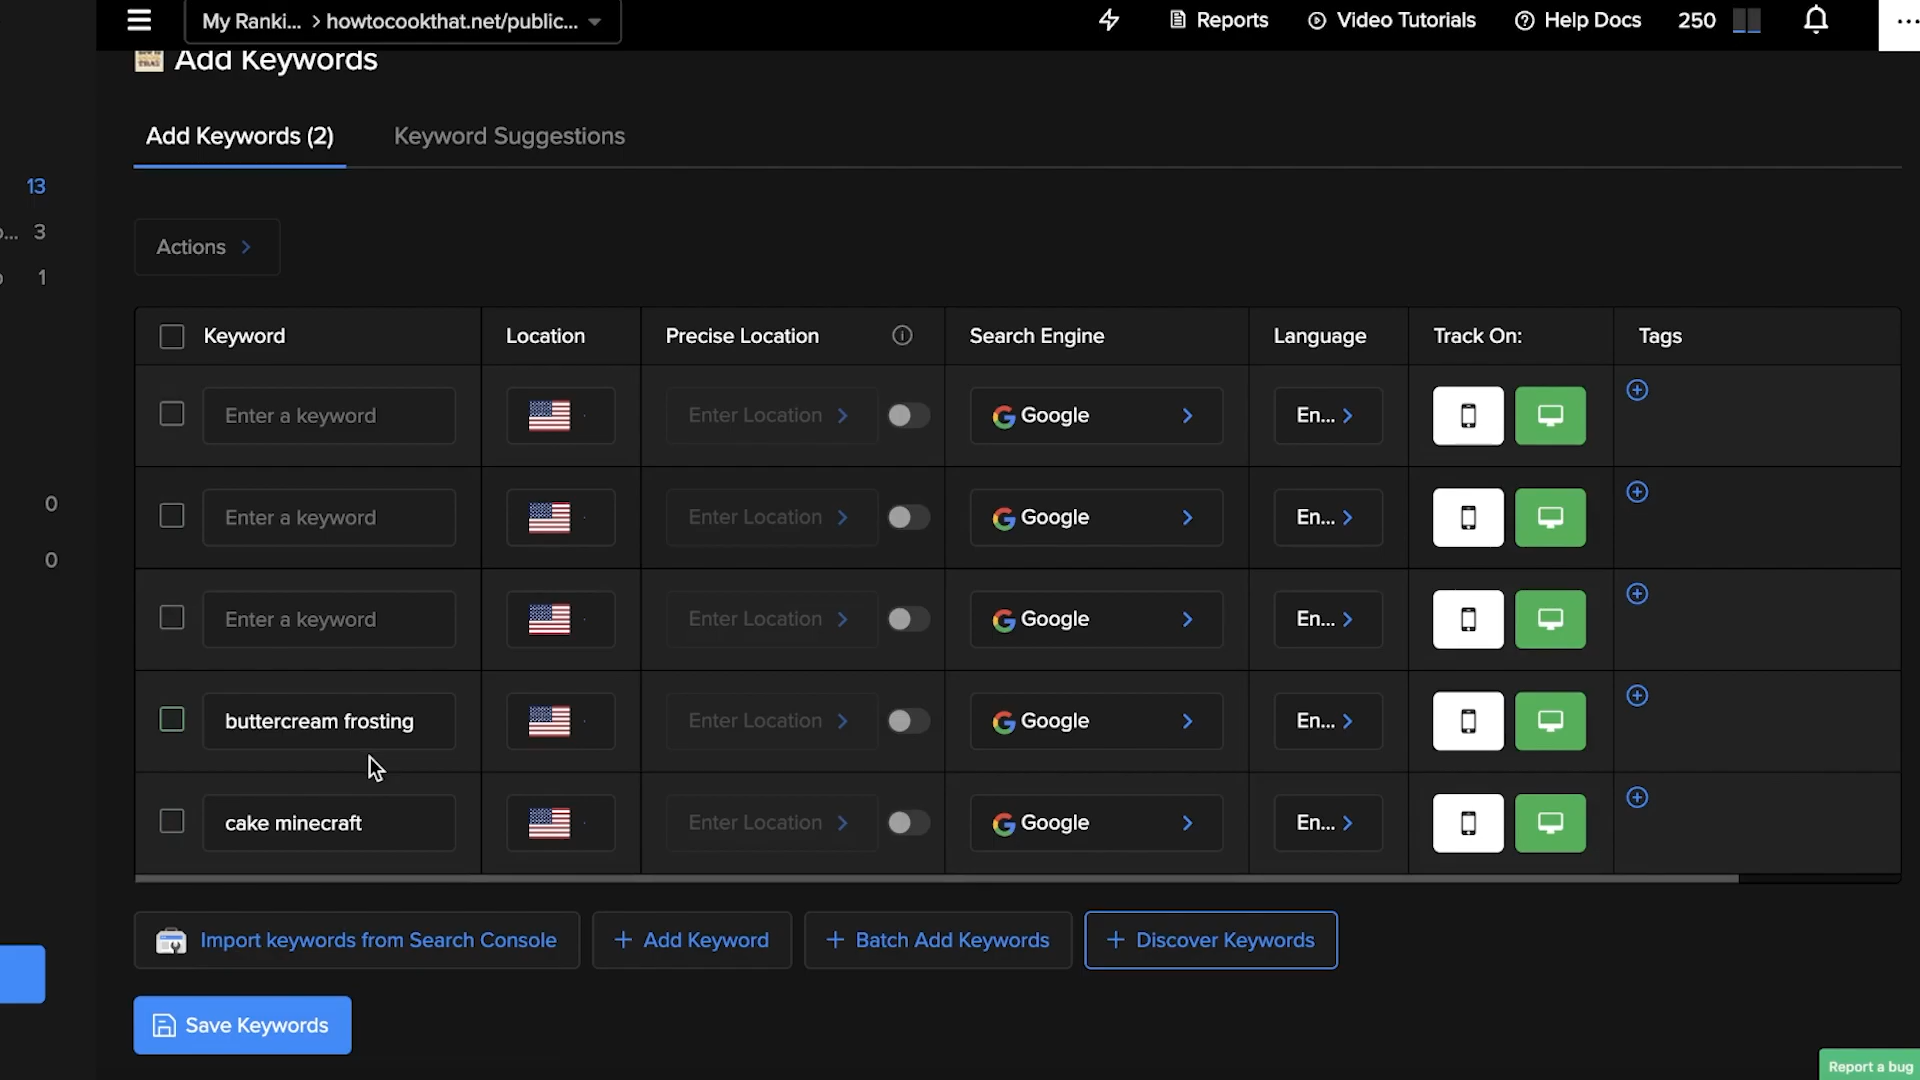 My Ranki... > howtocookthat.net/public...
Reports
Video Tutorials
Help Docs
250
Add Keywords
Add Keywords (2)
Keyword Suggestions
13
... 3
1
0
0
Actions
Keyword
Location
Precise Location
Search Engine
Language
Track On:
Tags
Enter a keyword
Enter Location
Google
En...
Enter a keyword
Enter Location
Google
En...
Enter a keyword
Enter Location
Google
En...
buttercream frosting
Enter Location
Google
En...
cake minecraft
Enter Location
Google
En...
Import keywords from Search Console
+ Add Keyword
+ Batch Add Keywords
+ Discover Keywords
Save Keywords
Report a bug